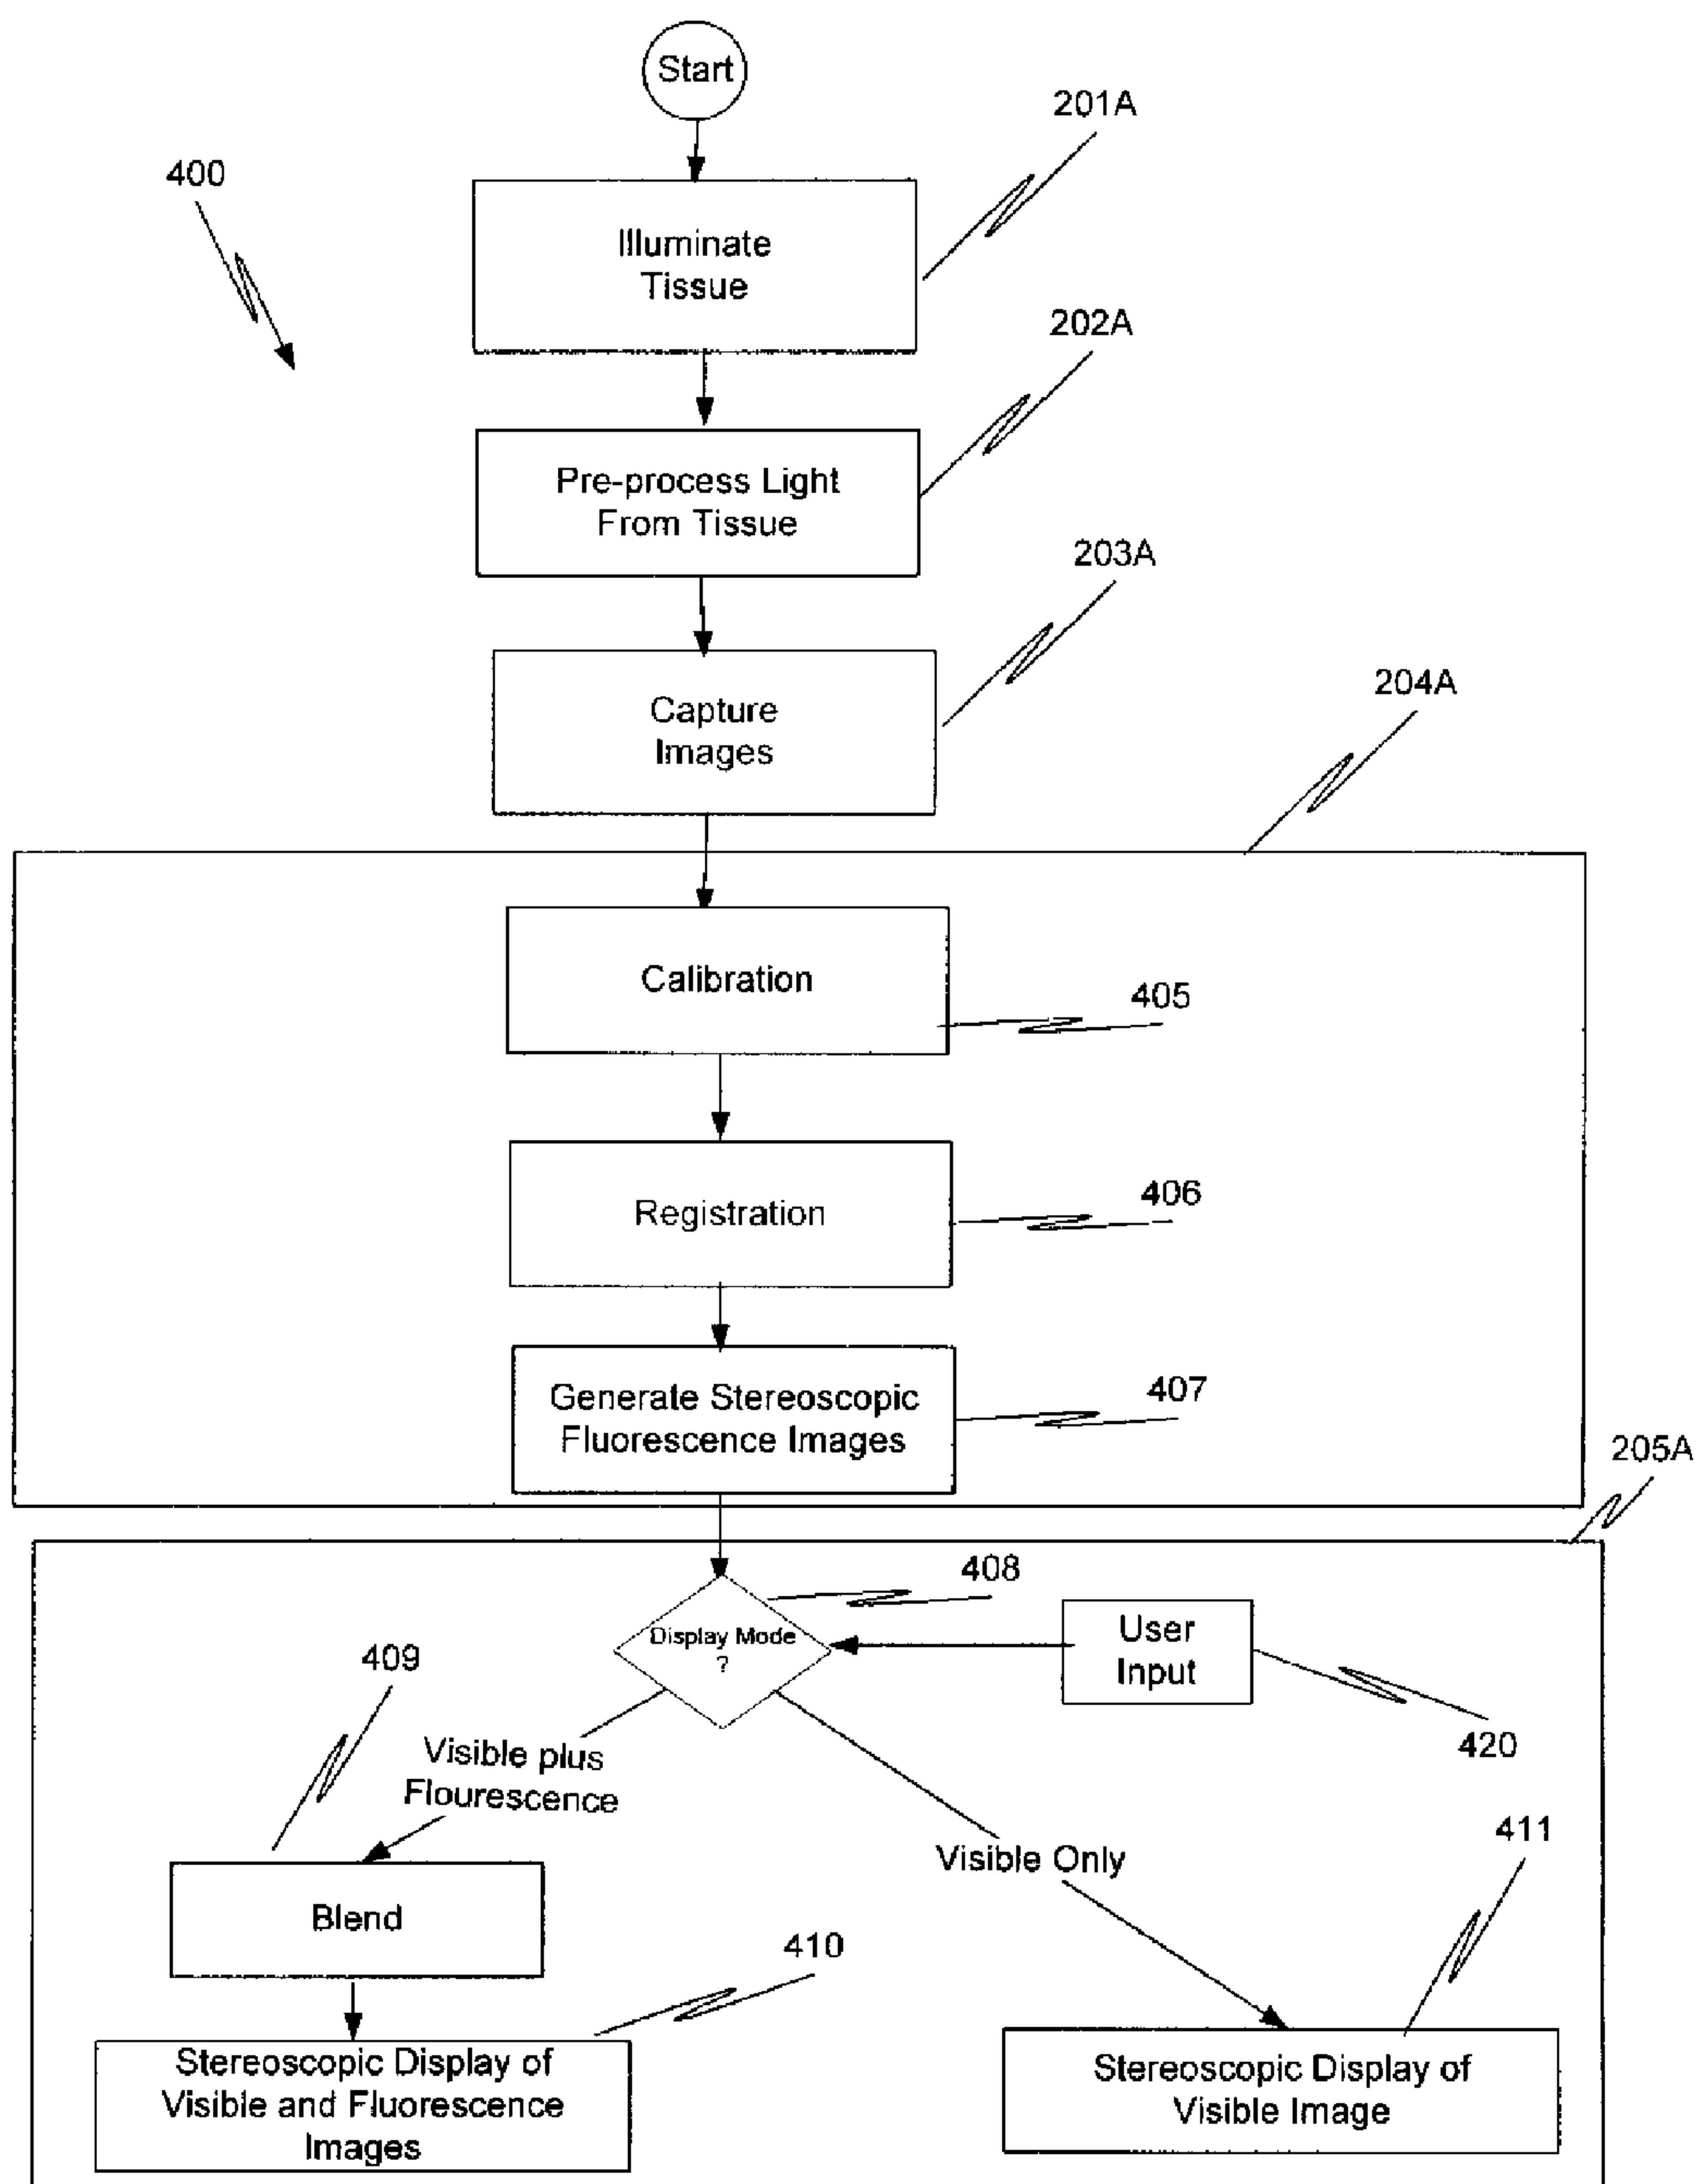 Start
201A
400
Illuminate
Tissue
202A
Pre-process Light
From Tissue
203A
Capture
Images
204A
Calibration
405
Registration
406
Generate Stereoscopic
Fluorescence Images
407
205A
Display Mode
?
408
User
Input
420
409
Visible plus
Flourescence
Visible Only
411
Blend
410
Stereoscopic Display of
Visible and Fluorescence
Images
Stereoscopic Display of
Visible Image